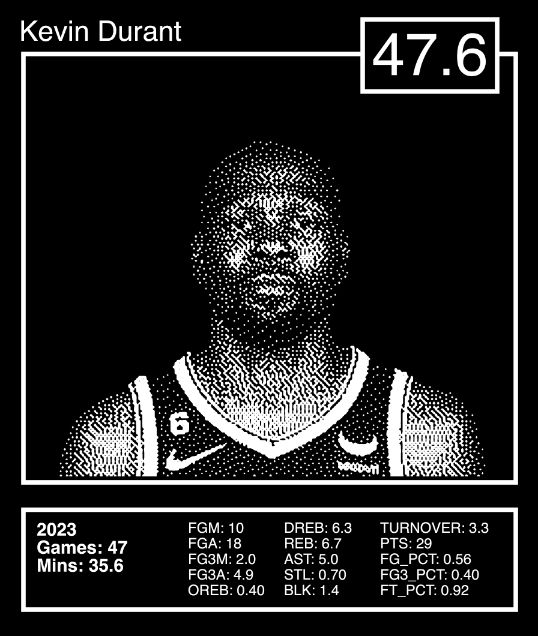 Kevin Durant
47.6
6
2023
Games: 47
Mins: 35.6
FGM: 10
FGA: 18
FG3M: 2.0
FG3A: 4.9
OREB: 0.40
DREB: 6.3
REB: 6.7
AST: 5.0
STL: 0.70
BLK: 1.4
TURNOVER: 3.3
PTS: 29
FG_PCT: 0.56
FG3_PCT: 0.40
FT_PCT: 0.92